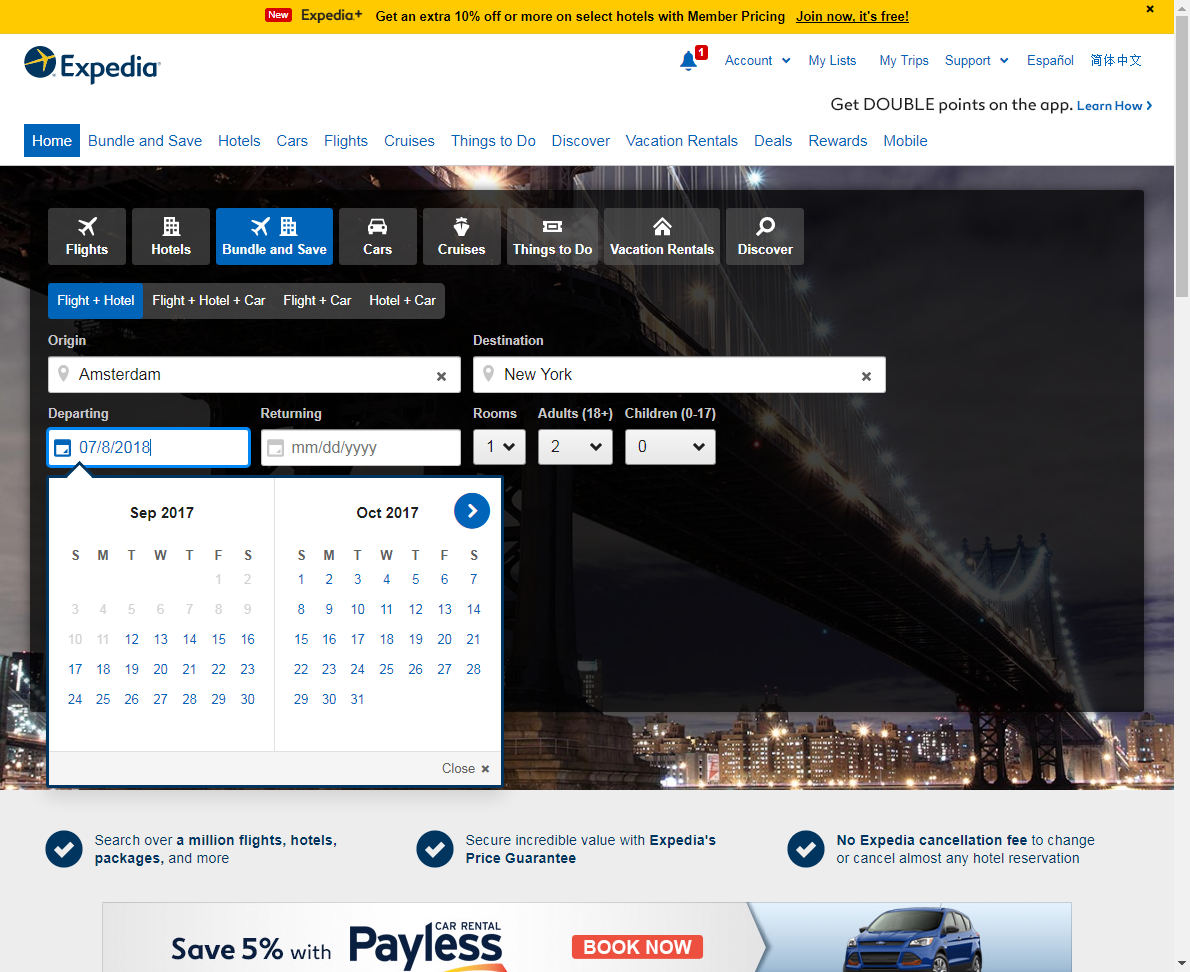 New Expedia+ Get an extra 10% off or more on select hotels with Member Pricing Join now, it's free!
Expedia
1 Account My Lists My Trips Support Español 简体中文
Get DOUBLE points on the app. Learn How
Home Bundle and Save Hotels Cars Flights Cruises Things to Do Discover Vacation Rentals Deals Rewards Mobile
Flights Hotels Bundle and Save Cars Cruises Things to Do Vacation Rentals Discover
Flight + Hotel Flight + Hotel + Car Flight + Car Hotel + Car
Origin Destination
Amsterdam New York
Departing Returning Rooms Adults (18+) Children (0-17)
07/8/2018 mm/dd/yyyy 1 2 0
Sep 2017 Oct 2017
S M T W T F S S M T W T F S
1 2 1 2 3 4 5 6 7
3 4 5 6 7 8 9 8 9 10 11 12 13 14
10 11 12 13 14 15 16 15 16 17 18 19 20 21
17 18 19 20 21 22 23 22 23 24 25 26 27 28
24 25 26 27 28 29 30 29 30 31
Close
Search over a million flights, hotels,
packages, and more
Secure incredible value with Expedia's
Price Guarantee
No Expedia cancellation fee to change
or cancel almost any hotel reservation
Save 5% with Payless CAR RENTAL BOOK NOW